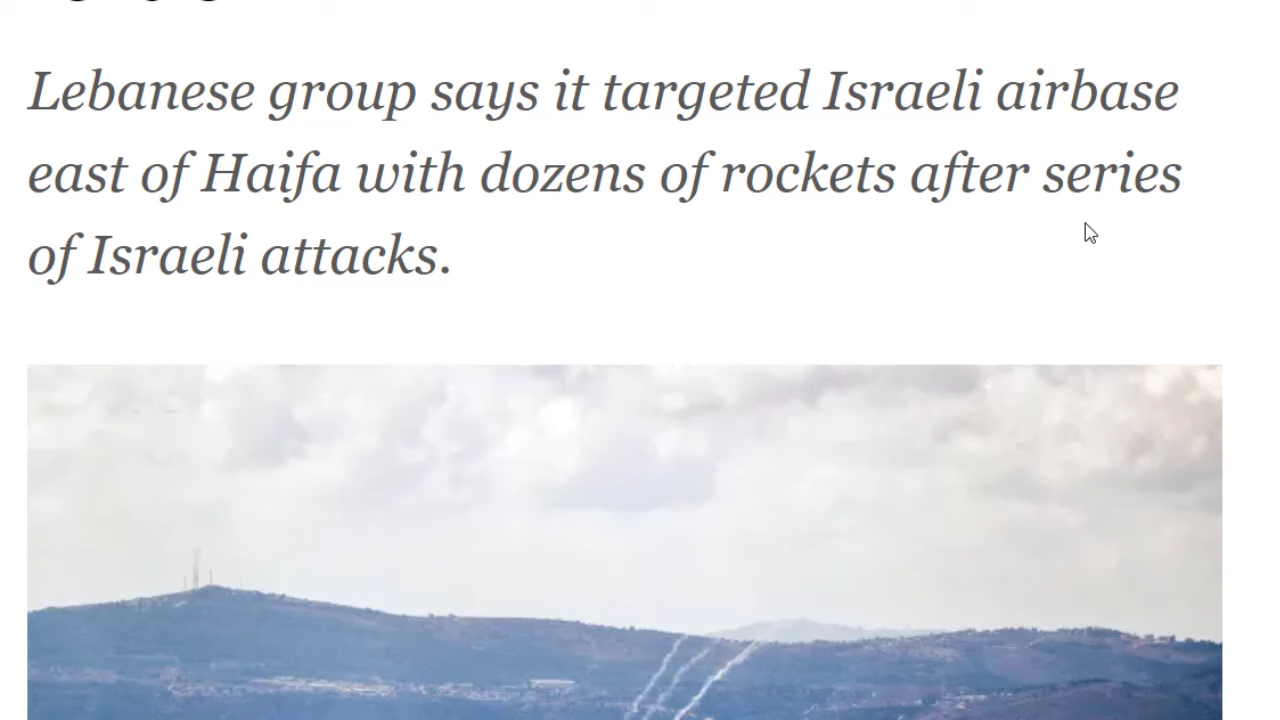 Lebanese group says it targeted Israeli airbase
east of Haifa with dozens of rockets after series
of Israeli attacks.